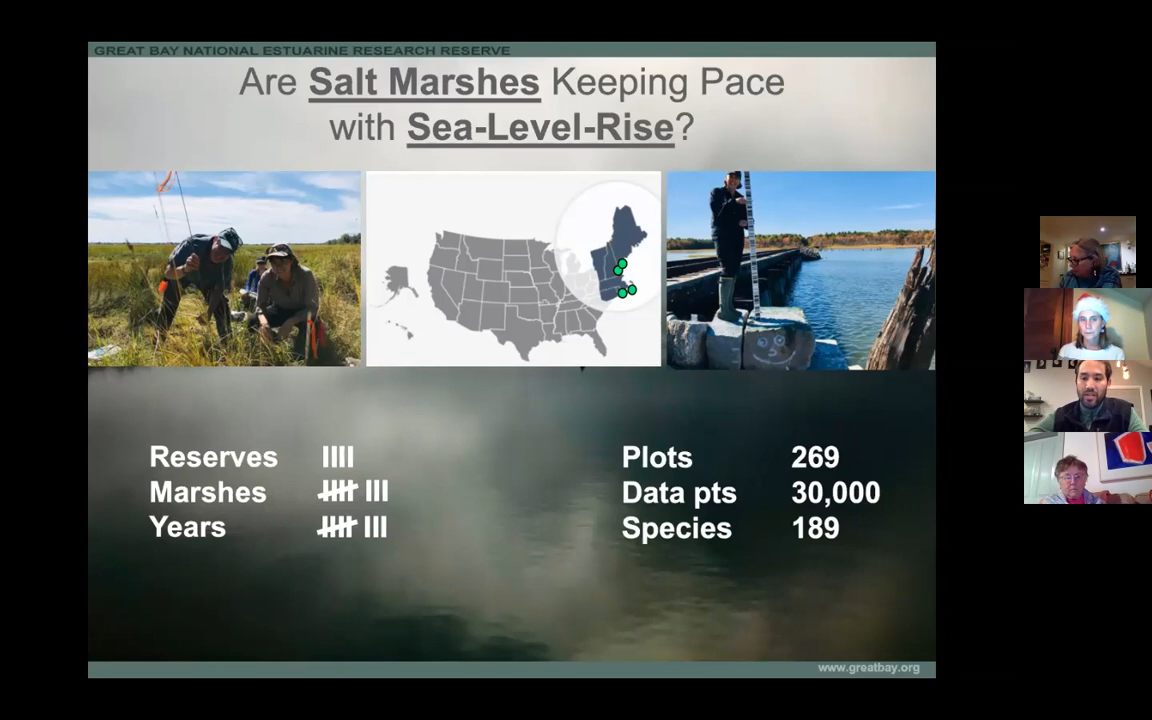 GREAT BAY NATIONAL ESTUARINE RESEARCH RESERVE
Are Salt Marshes Keeping Pace
with Sea-Level-Rise?
Reserves IIII
Marshes IIII III
Years IIII III
Plots 269
Data pts 30,000
Species 189
www.greatbay.org